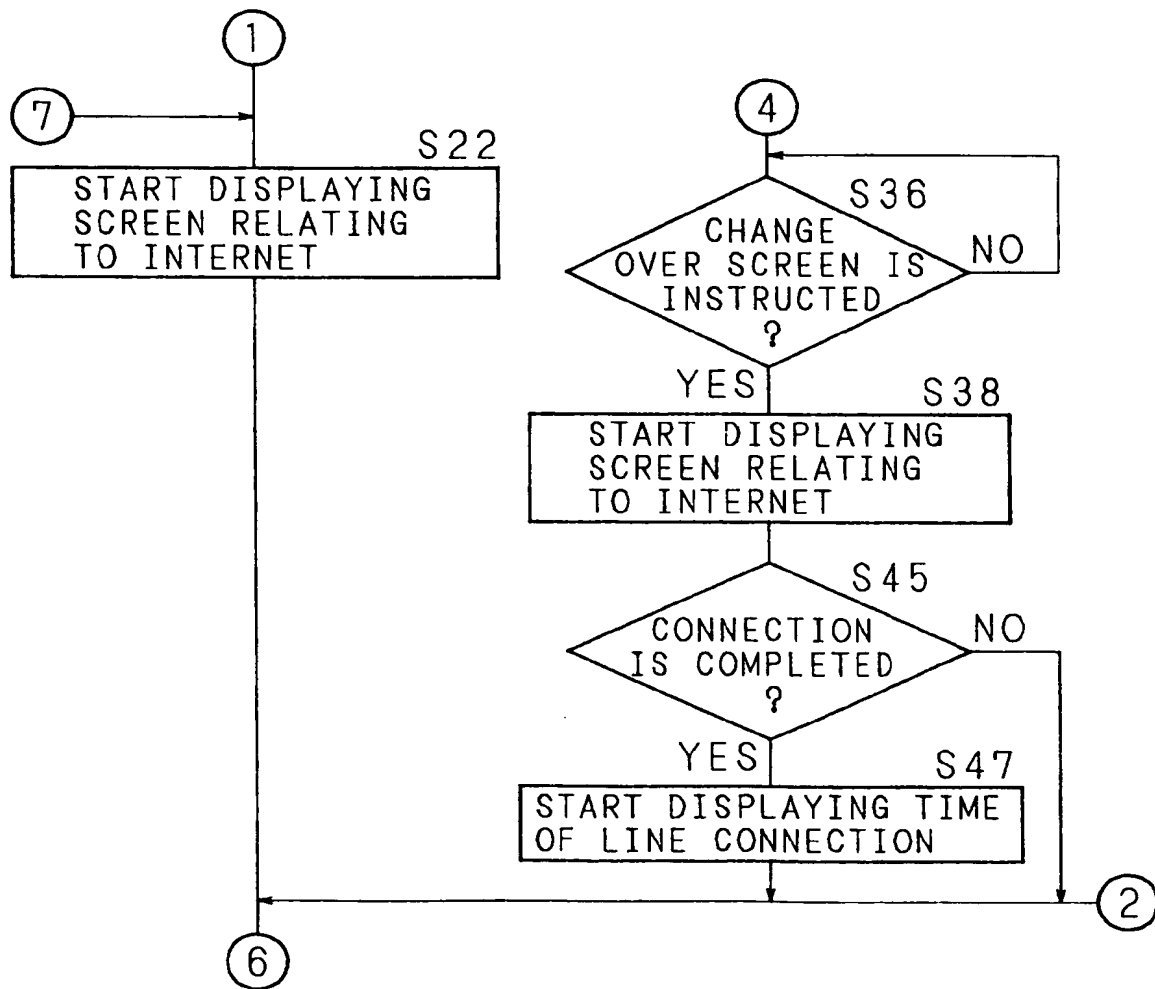 1
7
S22
START DISPLAYING
SCREEN RELATING
TO INTERNET
4
S36
CHANGE
OVER SCREEN IS
INSTRUCTED
?
NO
YES
S38
START DISPLAYING
SCREEN RELATING
TO INTERNET
S45
CONNECTION
IS COMPLETED
?
NO
YES
S47
START DISPLAYING TIME
OF LINE CONNECTION
2
6